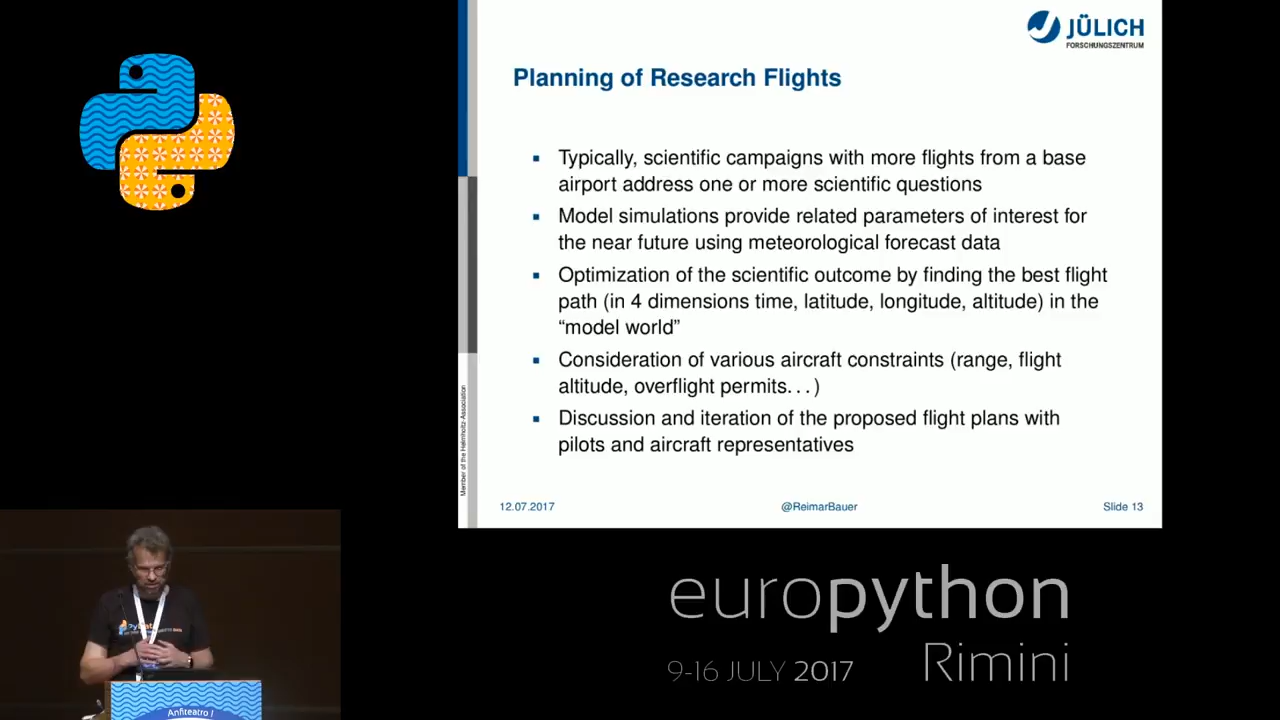 JÜLICH
FORSCHUNGSZENTRUM
Planning of Research Flights
Typically, scientific campaigns with more flights from a base
airport address one or more scientific questions
Model simulations provide related parameters of interest for
the near future using meteorological forecast data
Optimization of the scientific outcome by finding the best flight
path (in 4 dimensions time, latitude, longitude, altitude) in the
“model world”
Consideration of various aircraft constraints (range, flight
altitude, overflight permits...)
Discussion and iteration of the proposed flight plans with
pilots and aircraft representatives
Member of the Helmholtz-Association
12.07.2017
@ReimarBauer
Slide 13
europython
Rimini
9-16 JULY 2017
Anfiteatro I